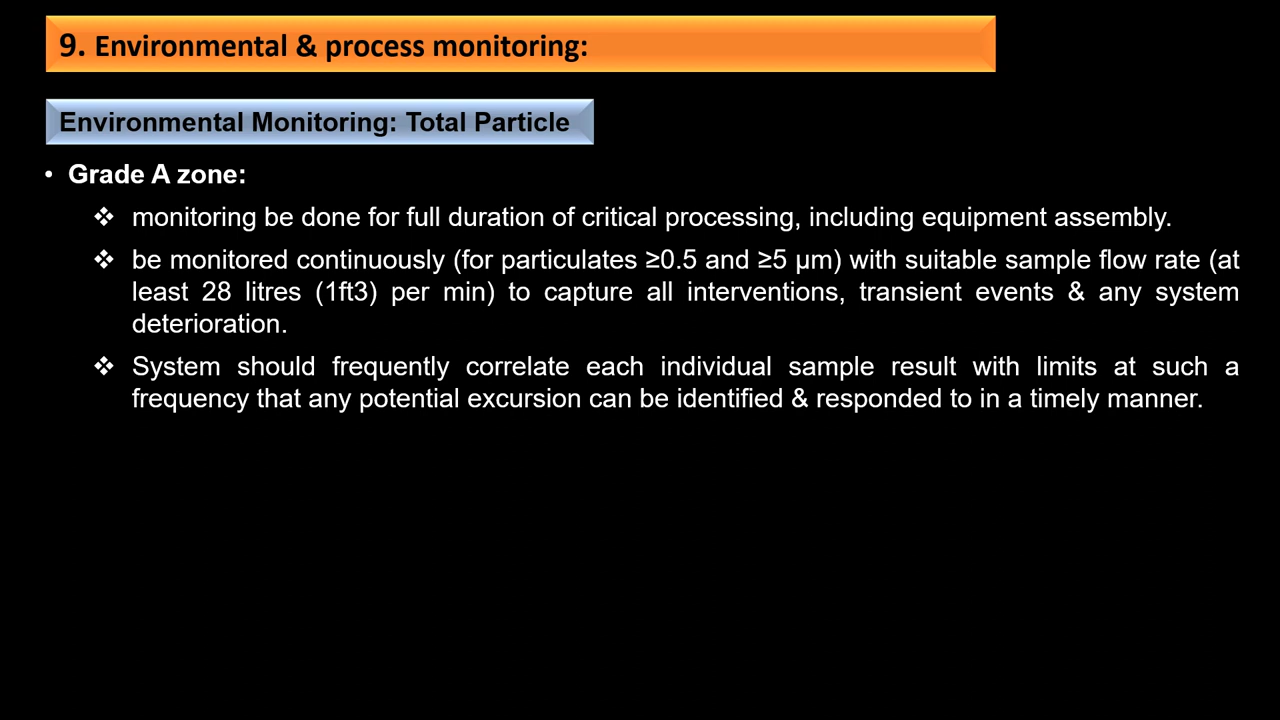 9. Environmental & process monitoring:
Environmental Monitoring: Total Particle
• Grade A zone:
❖ monitoring be done for full duration of critical processing, including equipment assembly.
❖ be monitored continuously (for particulates ≥0.5 and ≥5 μm) with suitable sample flow rate (at
least 28 litres (1ft3) per min) to capture all interventions, transient events & any system
deterioration.
❖ System should frequently correlate each individual sample result with limits at such a
frequency that any potential excursion can be identified & responded to in a timely manner.